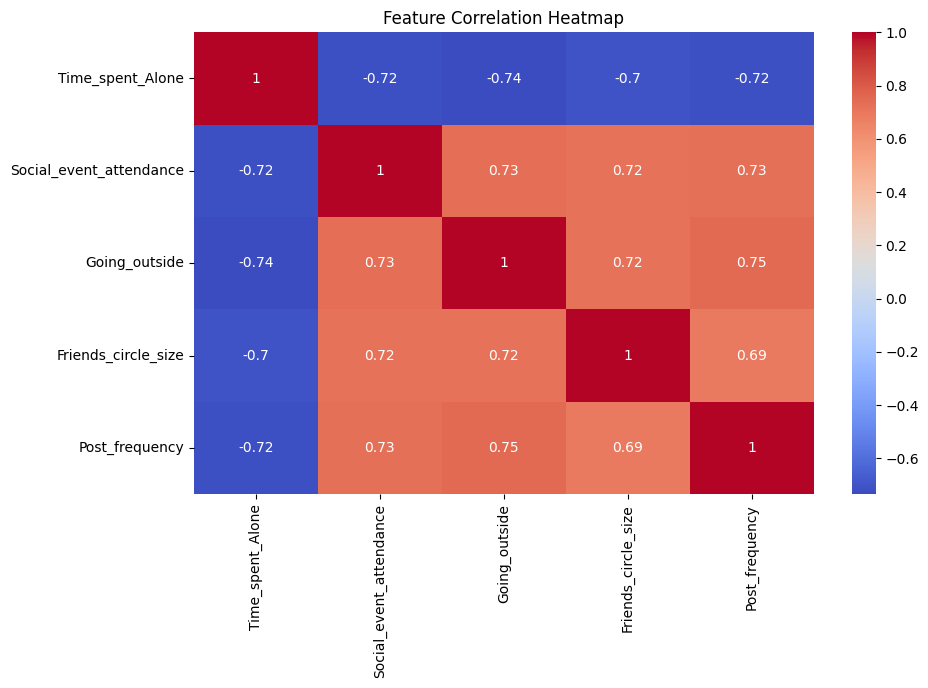 Feature Correlation Heatmap
Time_spent_Alone 1 -0.72 -0.74 -0.7 -0.72
Social_event_attendance -0.72 1 0.73 0.72 0.73
Going_outside -0.74 0.73 1 0.72 0.75
Friends_circle_size -0.7 0.72 0.72 1 0.69
Post_frequency -0.72 0.73 0.75 0.69 1
Time_spent_Alone
Social_event_attendance
Going_outside
Friends_circle_size
Post_frequency
1.0
0.8
0.6
0.4
0.2
0.0
−0.2
−0.4
−0.6